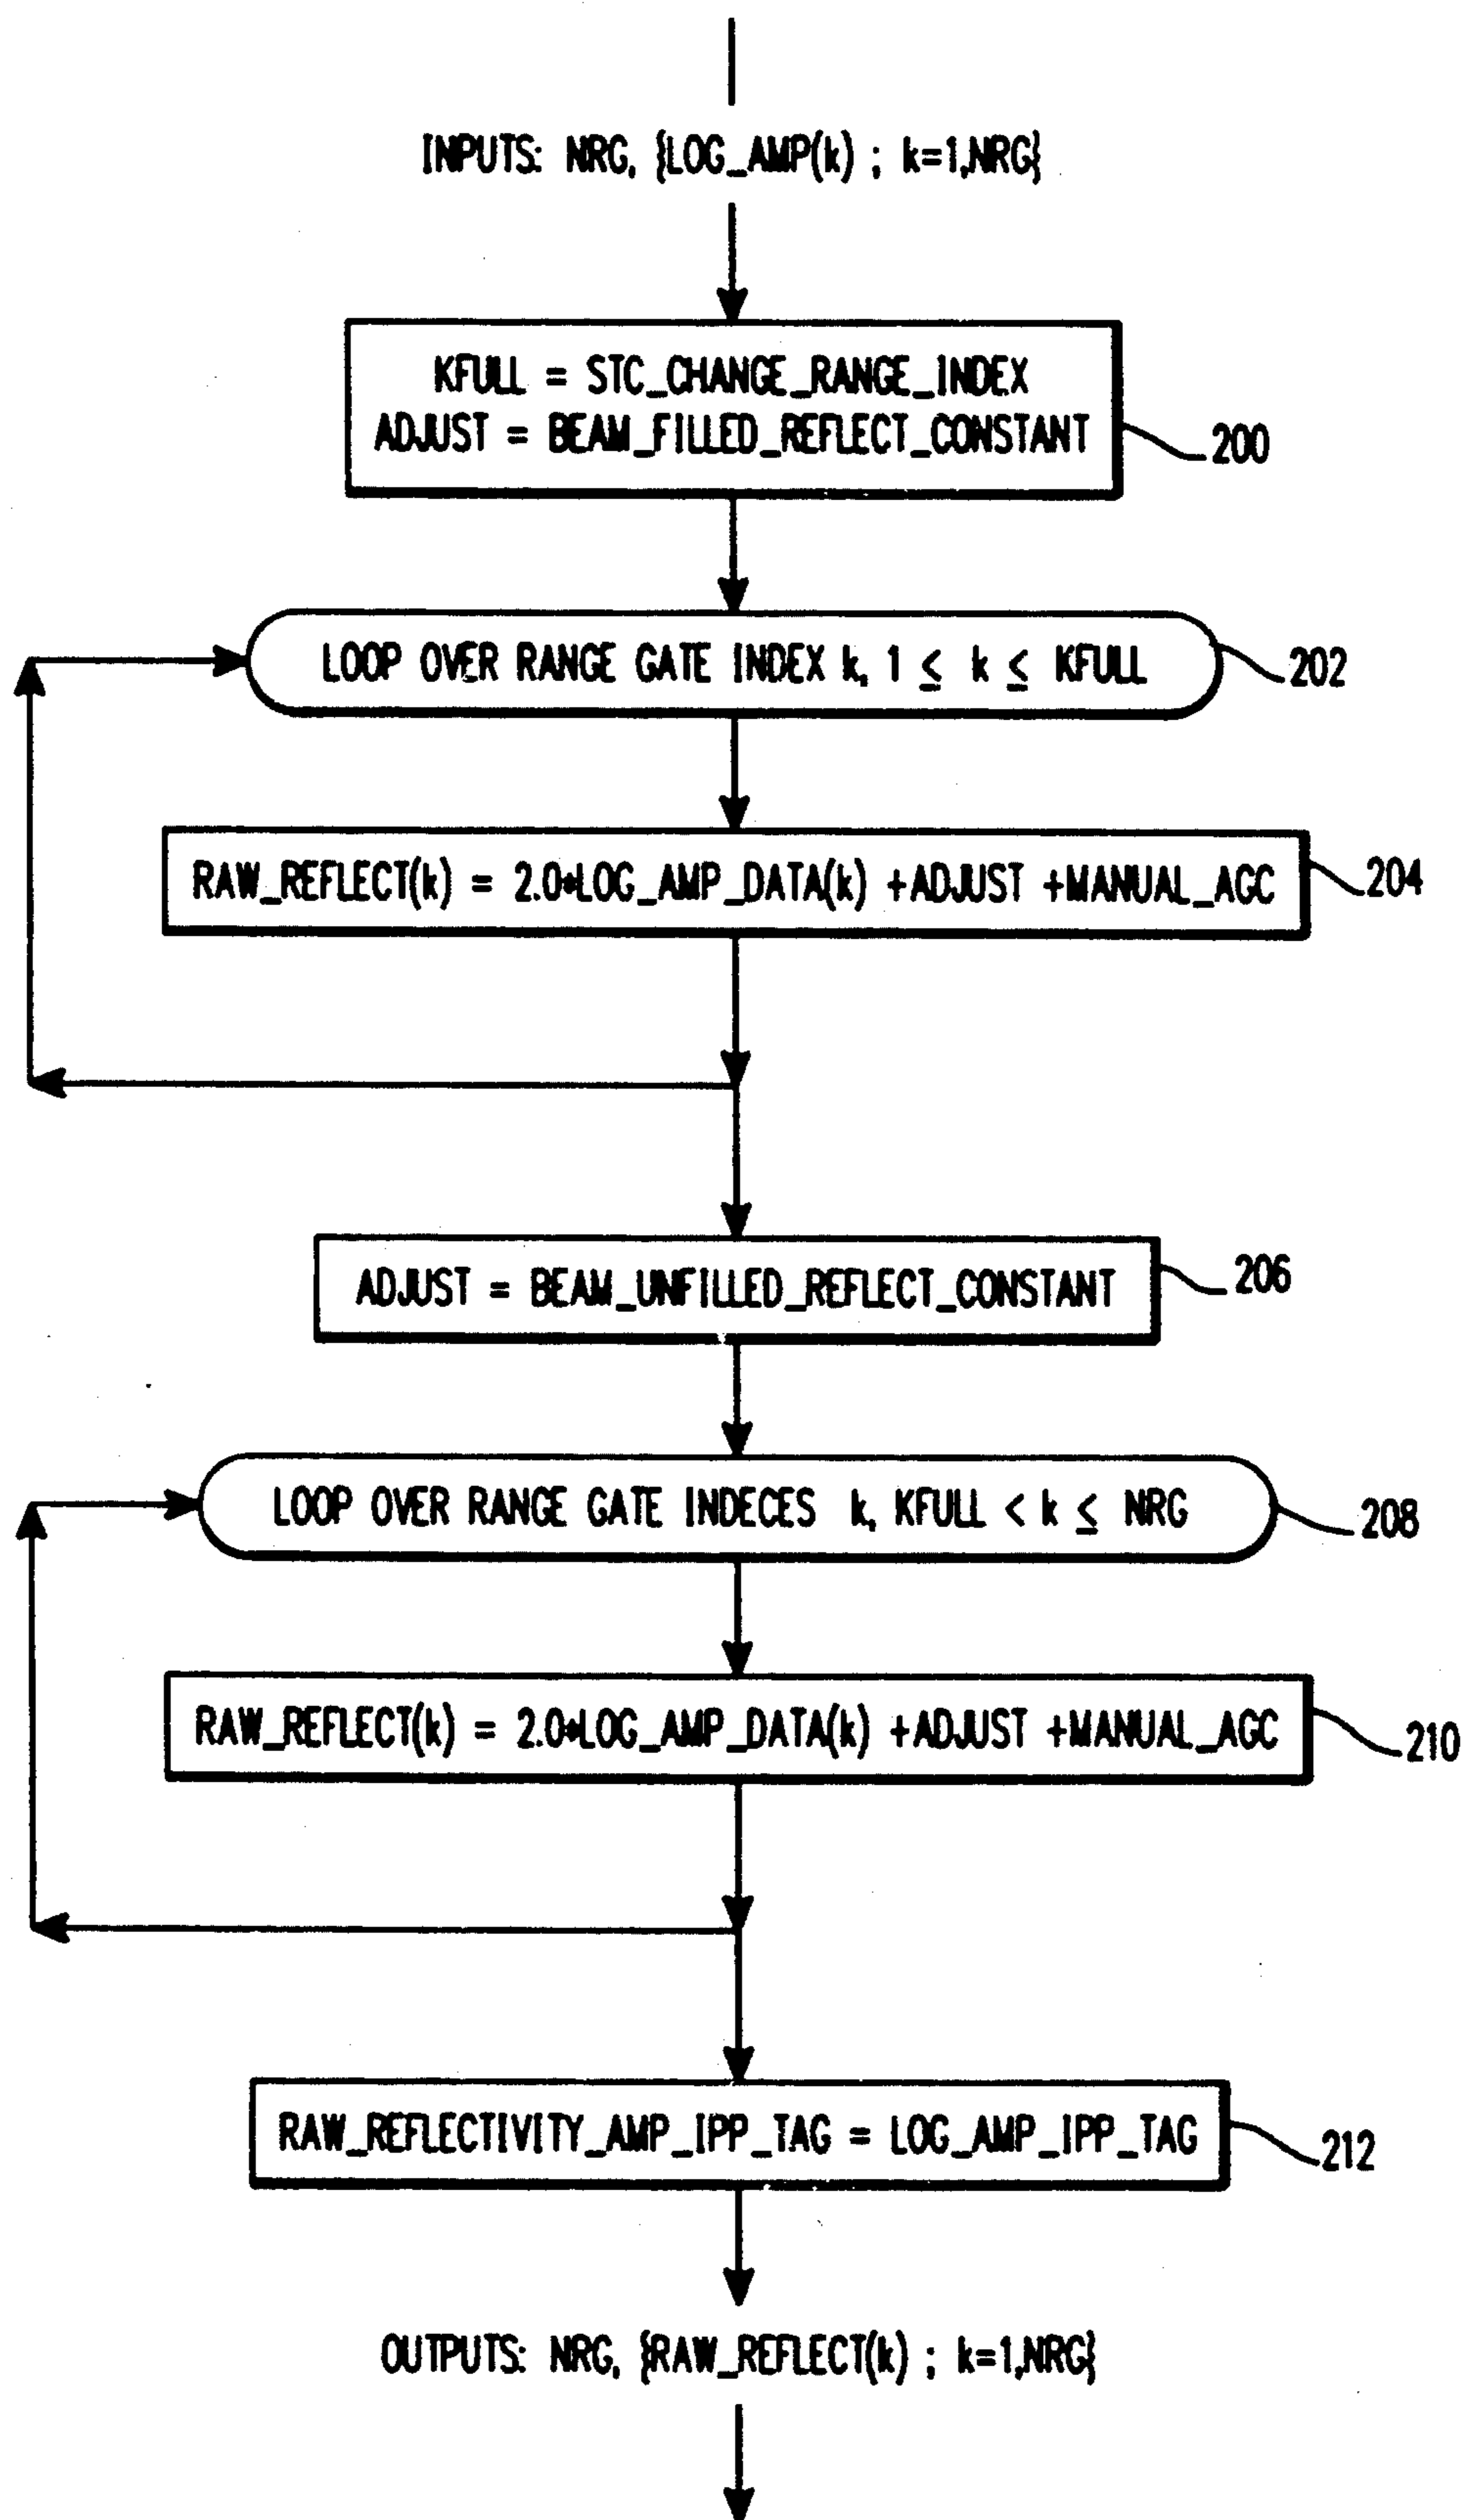 INPUTS: NRG, {LOG_AMP(k) ; k=1,NRG}
KFULL = STC_CHANGE_RANGE_INDEX
ADJUST = BEAM_FILLED_REFLECT_CONSTANT
200
LOOP OVER RANGE GATE INDEX k, 1 ≤ k ≤ KFULL
202
RAW_REFLECT(k) = 2.0*LOG_AMP_DATA(k) +ADJUST +MANUAL_AGC
204
ADJUST = BEAM_UNFILLED_REFLECT_CONSTANT
206
LOOP OVER RANGE GATE INDECES k, KFULL < k ≤ NRG
208
RAW_REFLECT(k) = 2.0*LOG_AMP_DATA(k) +ADJUST +MANUAL_AGC
210
RAW_REFLECTIVITY_AMP_IPP_TAG = LOG_AMP_IPP_TAG
212
OUTPUTS: NRG, {RAW_REFLECT(k) ; k=1,NRG}